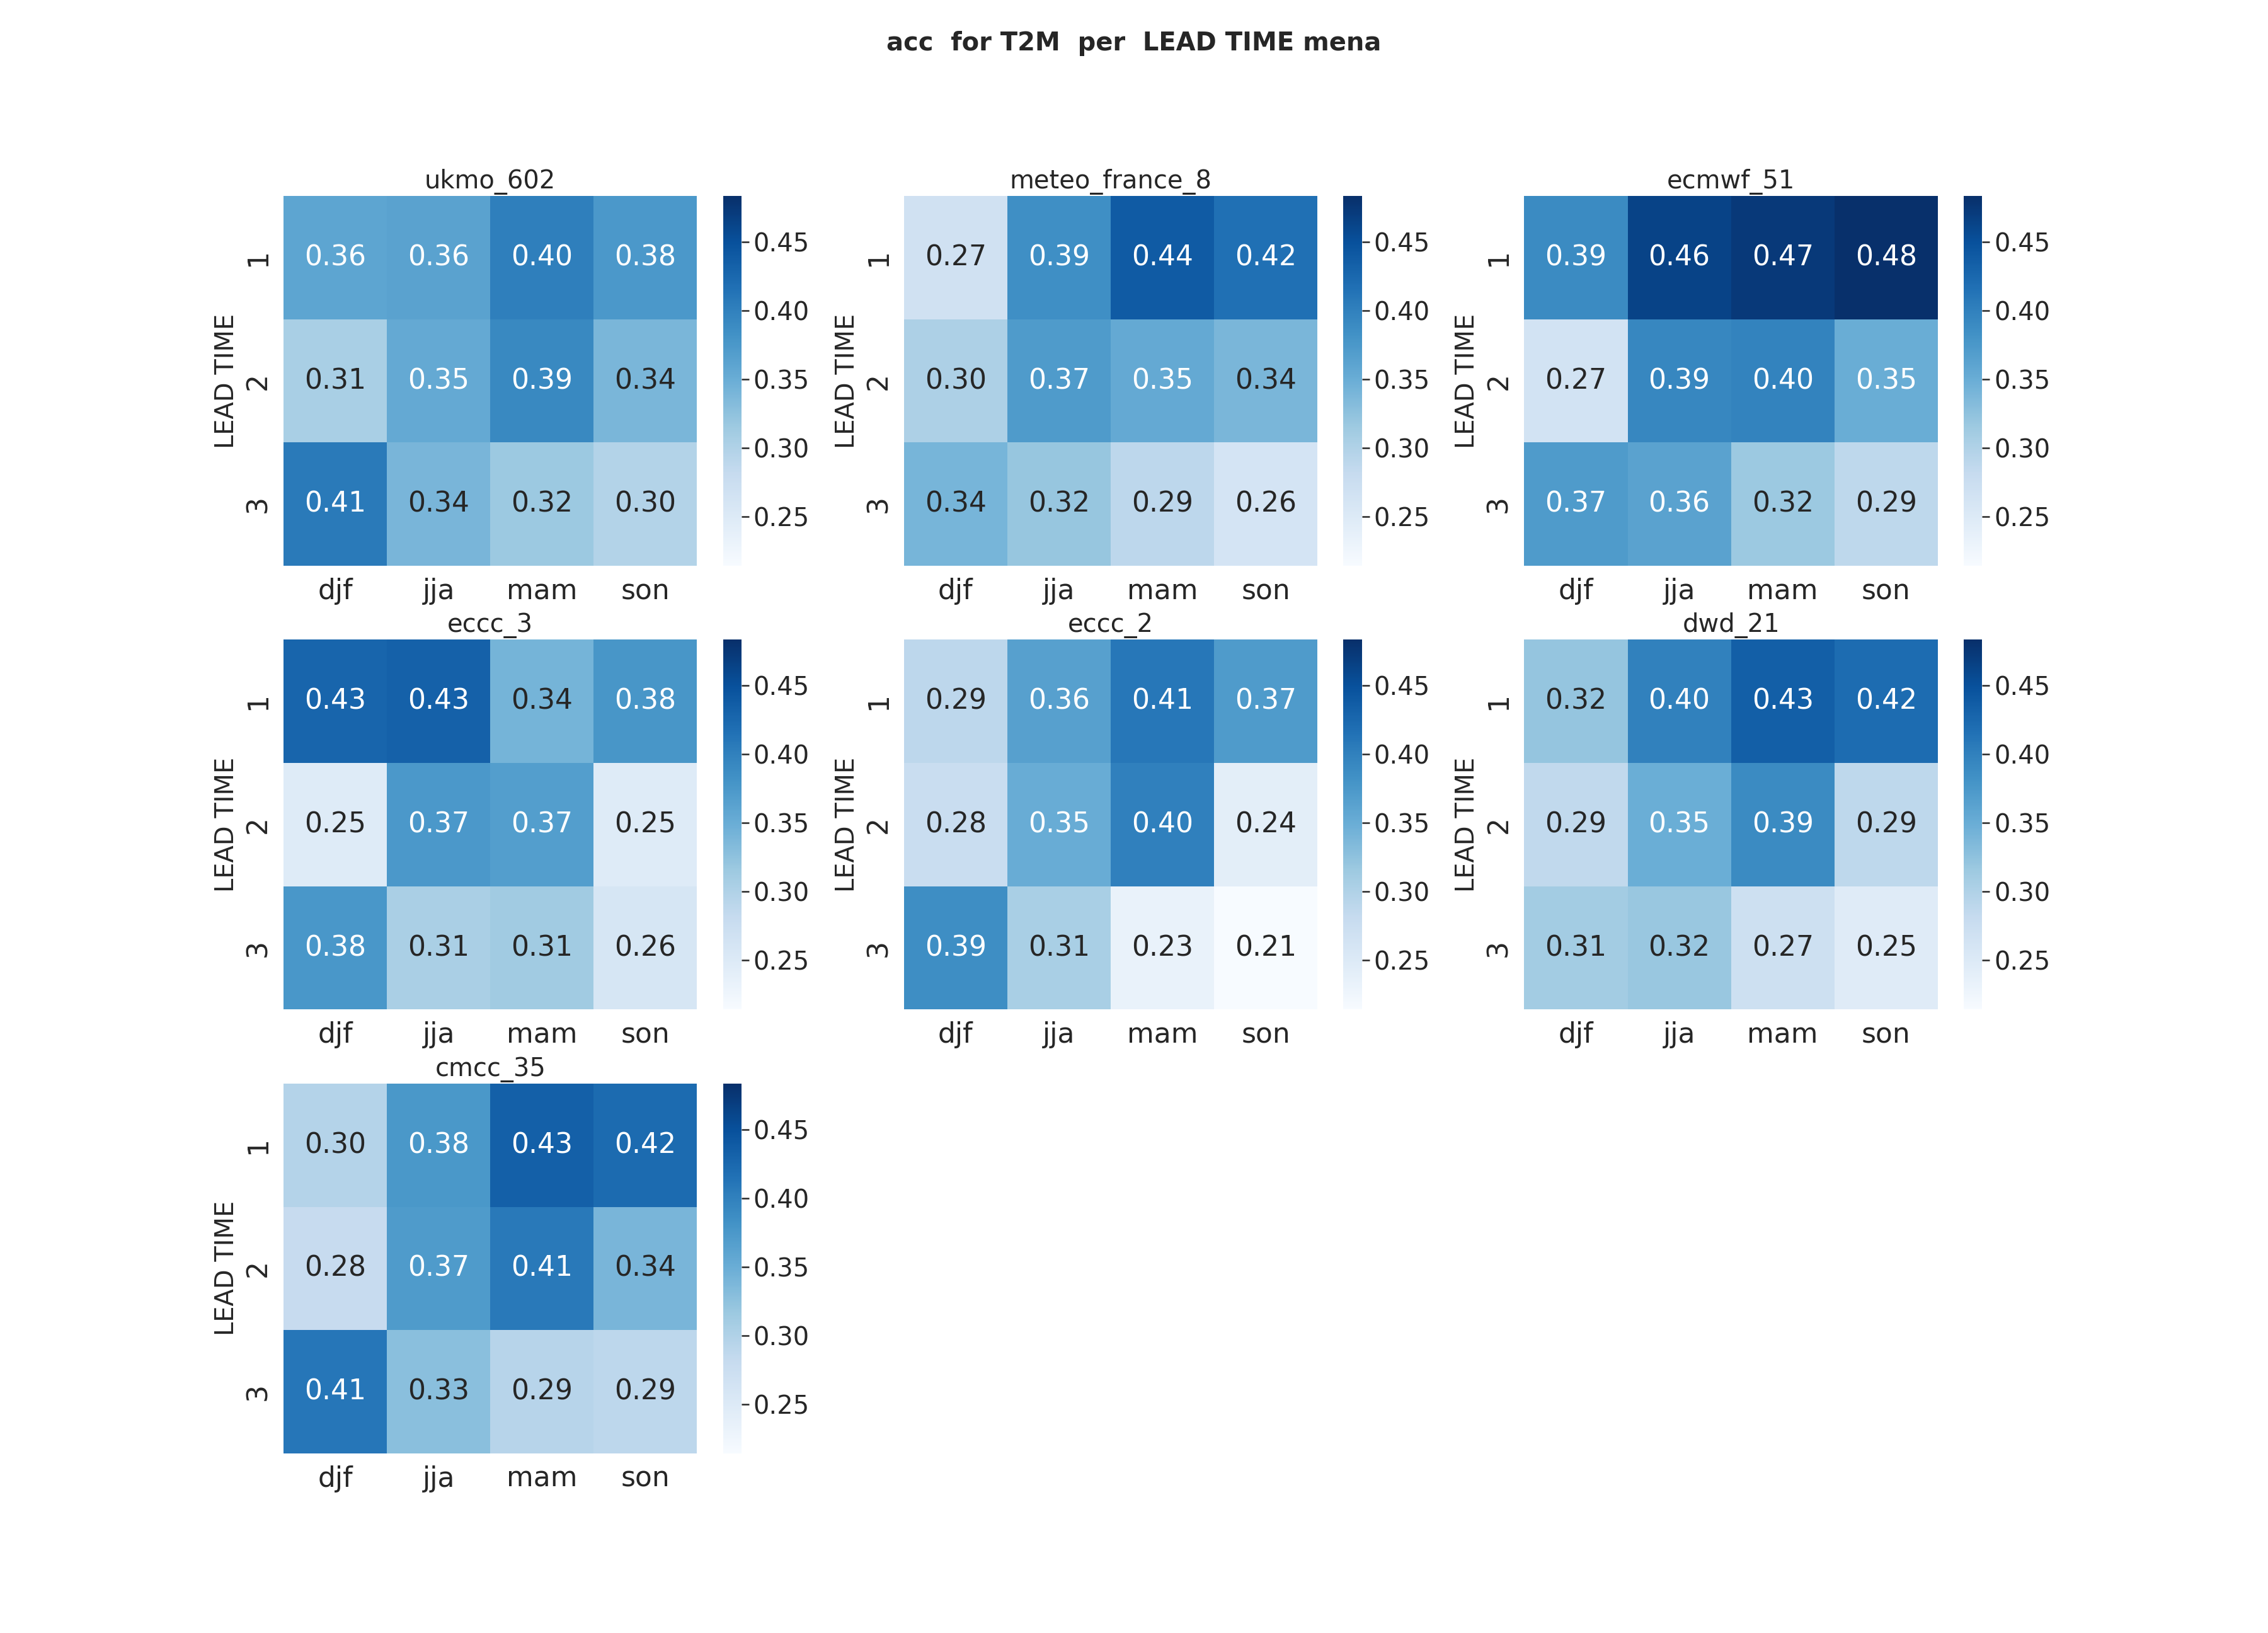 acc for T2M per LEAD TIME mena
ukmo_602 meteo_france_8 ecmwf_51
LEAD TIME
1 0.36 0.36 0.40 0.38
2 0.31 0.35 0.39 0.34
3 0.41 0.34 0.32 0.30
djf jja mam son
0.45
0.40
0.35
0.30
0.25
LEAD TIME
1 0.27 0.39 0.44 0.42
2 0.30 0.37 0.35 0.34
3 0.34 0.32 0.29 0.26
djf jja mam son
0.45
0.40
0.35
0.30
0.25
LEAD TIME
1 0.39 0.46 0.47 0.48
2 0.27 0.39 0.40 0.35
3 0.37 0.36 0.32 0.29
djf jja mam son
0.45
0.40
0.35
0.30
0.25
eccc_3 eccc_2 dwd_21
LEAD TIME
1 0.43 0.43 0.34 0.38
2 0.25 0.37 0.37 0.25
3 0.38 0.31 0.31 0.26
djf jja mam son
0.45
0.40
0.35
0.30
0.25
LEAD TIME
1 0.29 0.36 0.41 0.37
2 0.28 0.35 0.40 0.24
3 0.39 0.31 0.23 0.21
djf jja mam son
0.45
0.40
0.35
0.30
0.25
LEAD TIME
1 0.32 0.40 0.43 0.42
2 0.29 0.35 0.39 0.29
3 0.31 0.32 0.27 0.25
djf jja mam son
0.45
0.40
0.35
0.30
0.25
cmcc_35
LEAD TIME
1 0.30 0.38 0.43 0.42
2 0.28 0.37 0.41 0.34
3 0.41 0.33 0.29 0.29
djf jja mam son
0.45
0.40
0.35
0.30
0.25